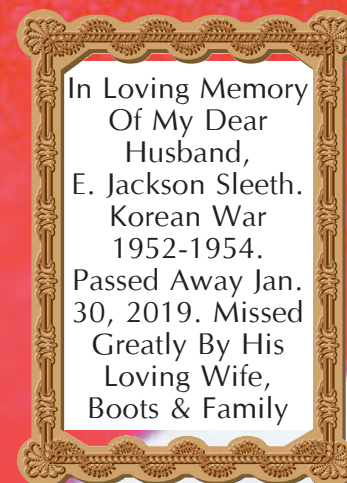 In Loving Memory
Of My Dear
Husband,
E. Jackson Sleeth.
Korean War
1952-1954.
Passed Away Jan.
30, 2019. Missed
Greatly By His
Loving Wife,
Boots & Family